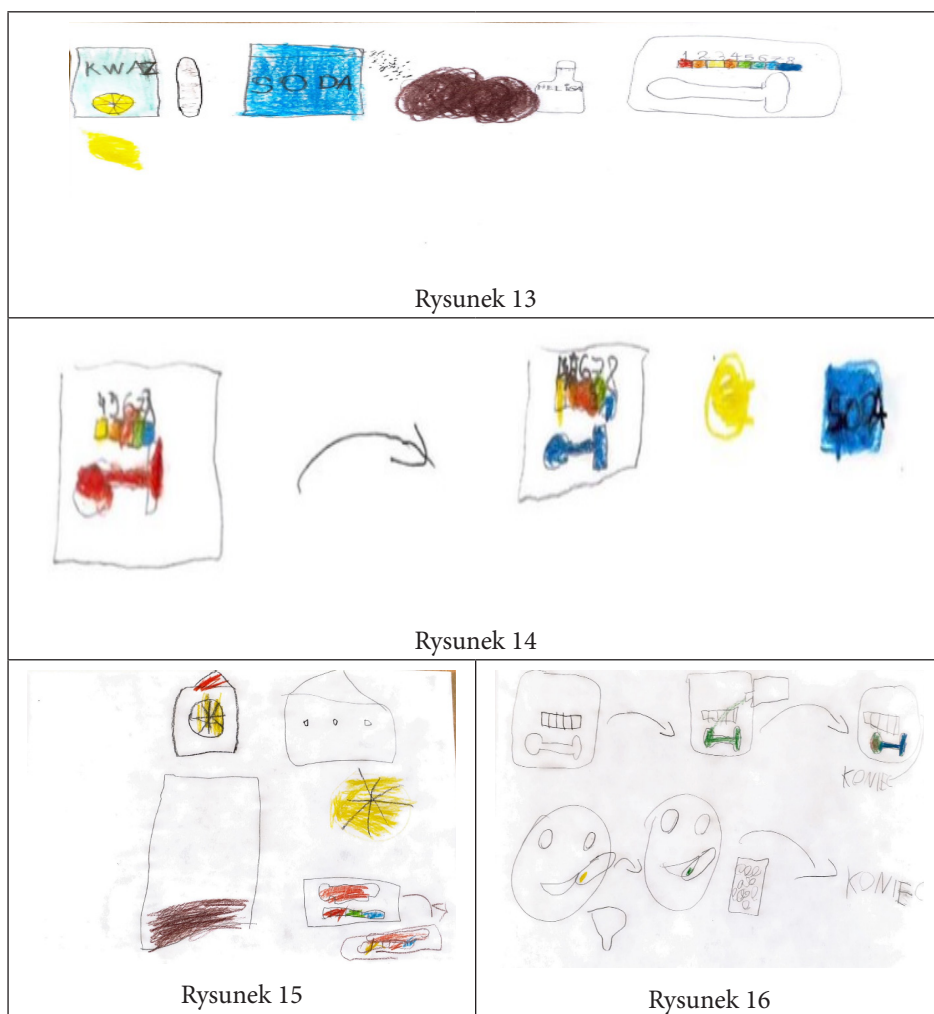 KWAZ
SODA
HELISA
1 2 3 4 5 6 7 8
Rysunek 13
SODA
Rysunek 14
KONIEC
KONIEC
Rysunek 15
Rysunek 16